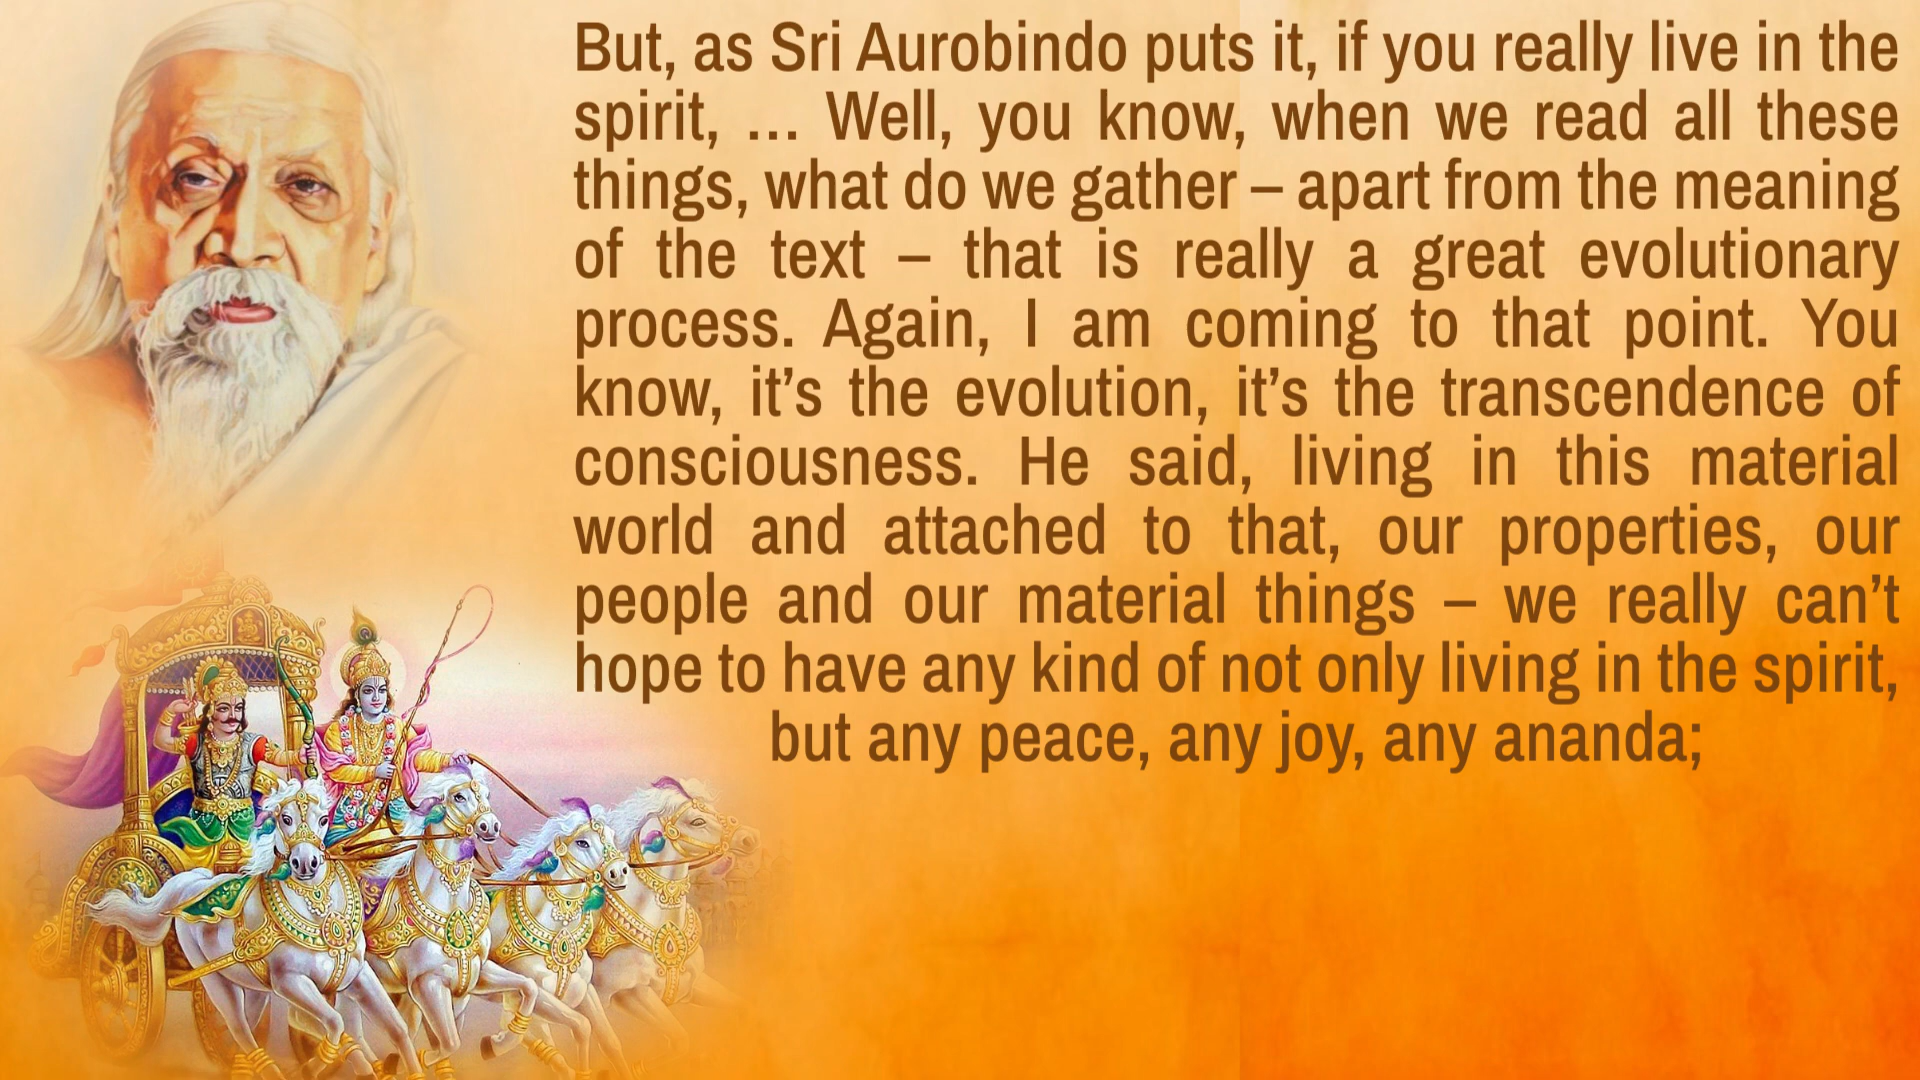 But, as Sri Aurobindo puts it, if you really live in the
spirit, … Well, you know, when we read all these
things, what do we gather – apart from the meaning
of the text – that is really a great evolutionary
process. Again, I am coming to that point. You
know, it’s the evolution, it’s the transcendence of
consciousness. He said, living in this material
world and attached to that, our properties, our
people and our material things – we really can’t
hope to have any kind of not only living in the spirit,
but any peace, any joy, any ananda;